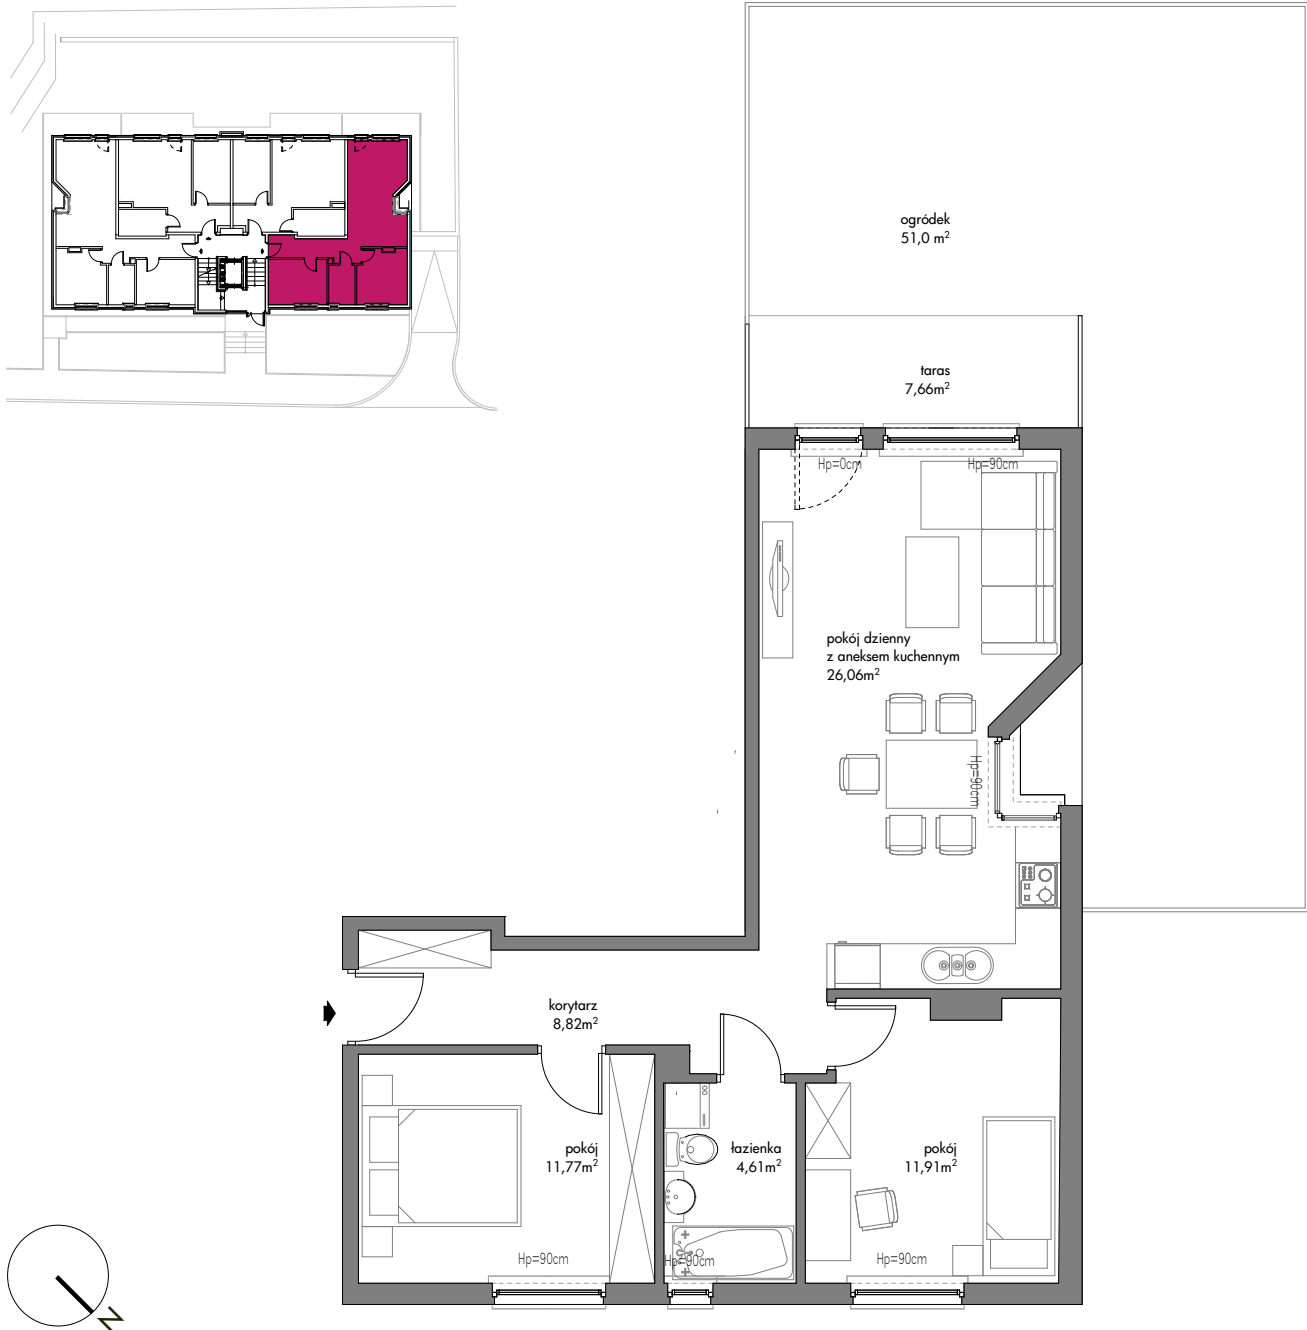 ogródek
51,0 m²
taras
7,66m²
Hp=0cm
Hp=90cm
pokój dzienny
z aneksem kuchennym
26,06m²
Hp=90cm
korytarz
8,82m²
pokój
11,77m²
łazienka
4,61m²
pokój
11,91m²
Hp=90cm
Hp=90cm
Hp=90cm
N